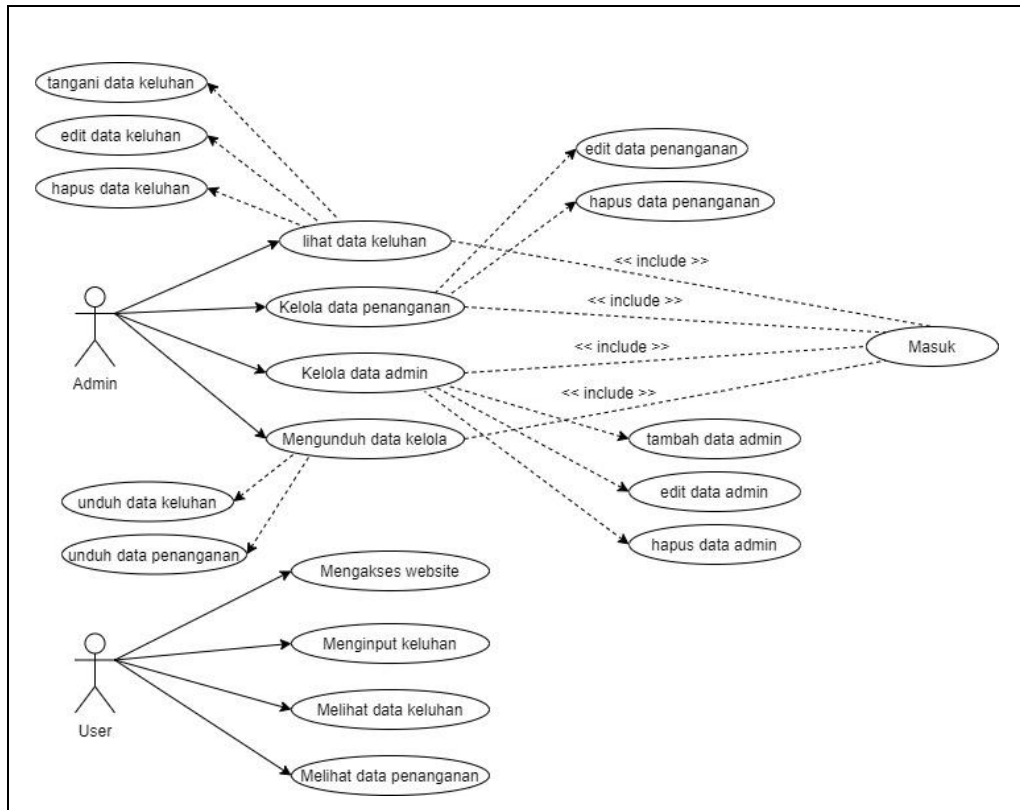 tangani data keluhan
edit data keluhan
hapus data keluhan
edit data penanganan
hapus data penanganan
lihat data keluhan
<< include >>
Kelola data penanganan
<< include >>
Masuk
Kelola data admin
<< include >>
Admin
<< include >>
Mengunduh data kelola
tambah data admin
edit data admin
hapus data admin
unduh data keluhan
unduh data penanganan
Mengakses website
Menginput keluhan
Melihat data keluhan
User
Melihat data penanganan